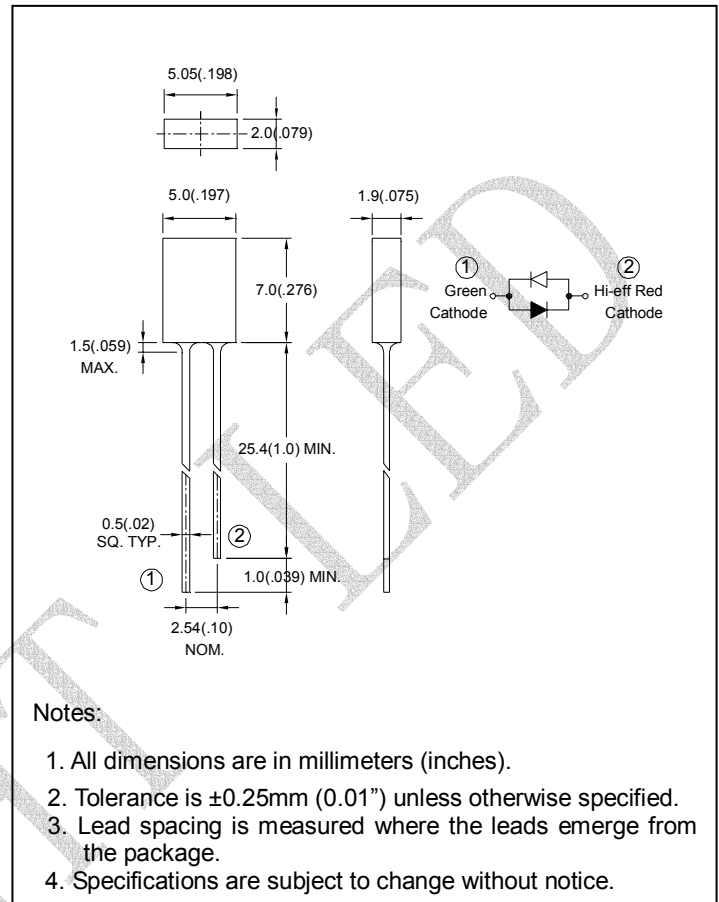 5.05(.198)
2.0(.079)
5.0(.197)
1.9(.075)
7.0(.276)
① ②
Green Hi-eff Red
Cathode Cathode
1.5(.059)
MAX.
25.4(1.0) MIN.
0.5(.02)
SQ. TYP.
②
①
1.0(.039) MIN.
2.54(.10)
NOM.
Notes:
1. All dimensions are in millimeters (inches).
2. Tolerance is ±0.25mm (0.01”) unless otherwise specified.
3. Lead spacing is measured where the leads emerge from
the package.
4. Specifications are subject to change without notice.
T LED